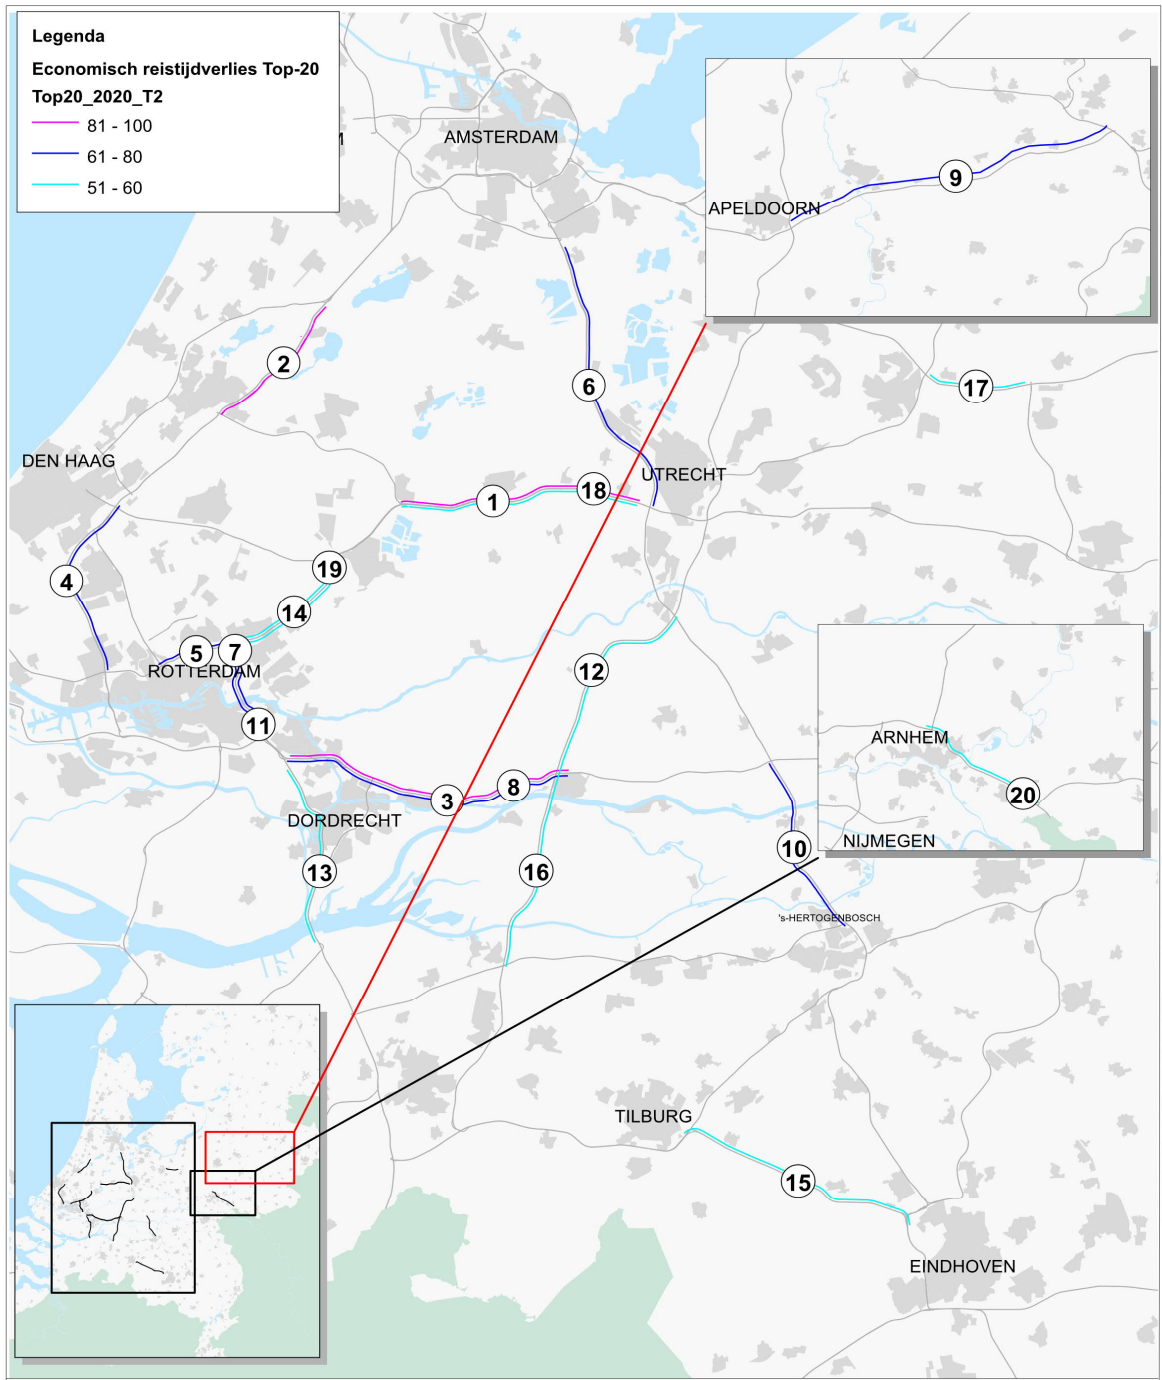 Legenda
Economisch reistijdverlies Top-20
Top20_2020_T2
81 - 100
61 - 80
51 - 60
AMSTERDAM
9
APELDOORN
2
6
17
DEN HAAG
UTRECHT
1
18
4
19
14
5
7
ROTTERDAM
12
11
ARNHEM
20
3
8
DORDRECHT
13
16
10
NIJMEGEN
's-HERTOGENBOSCH
TILBURG
15
EINDHOVEN